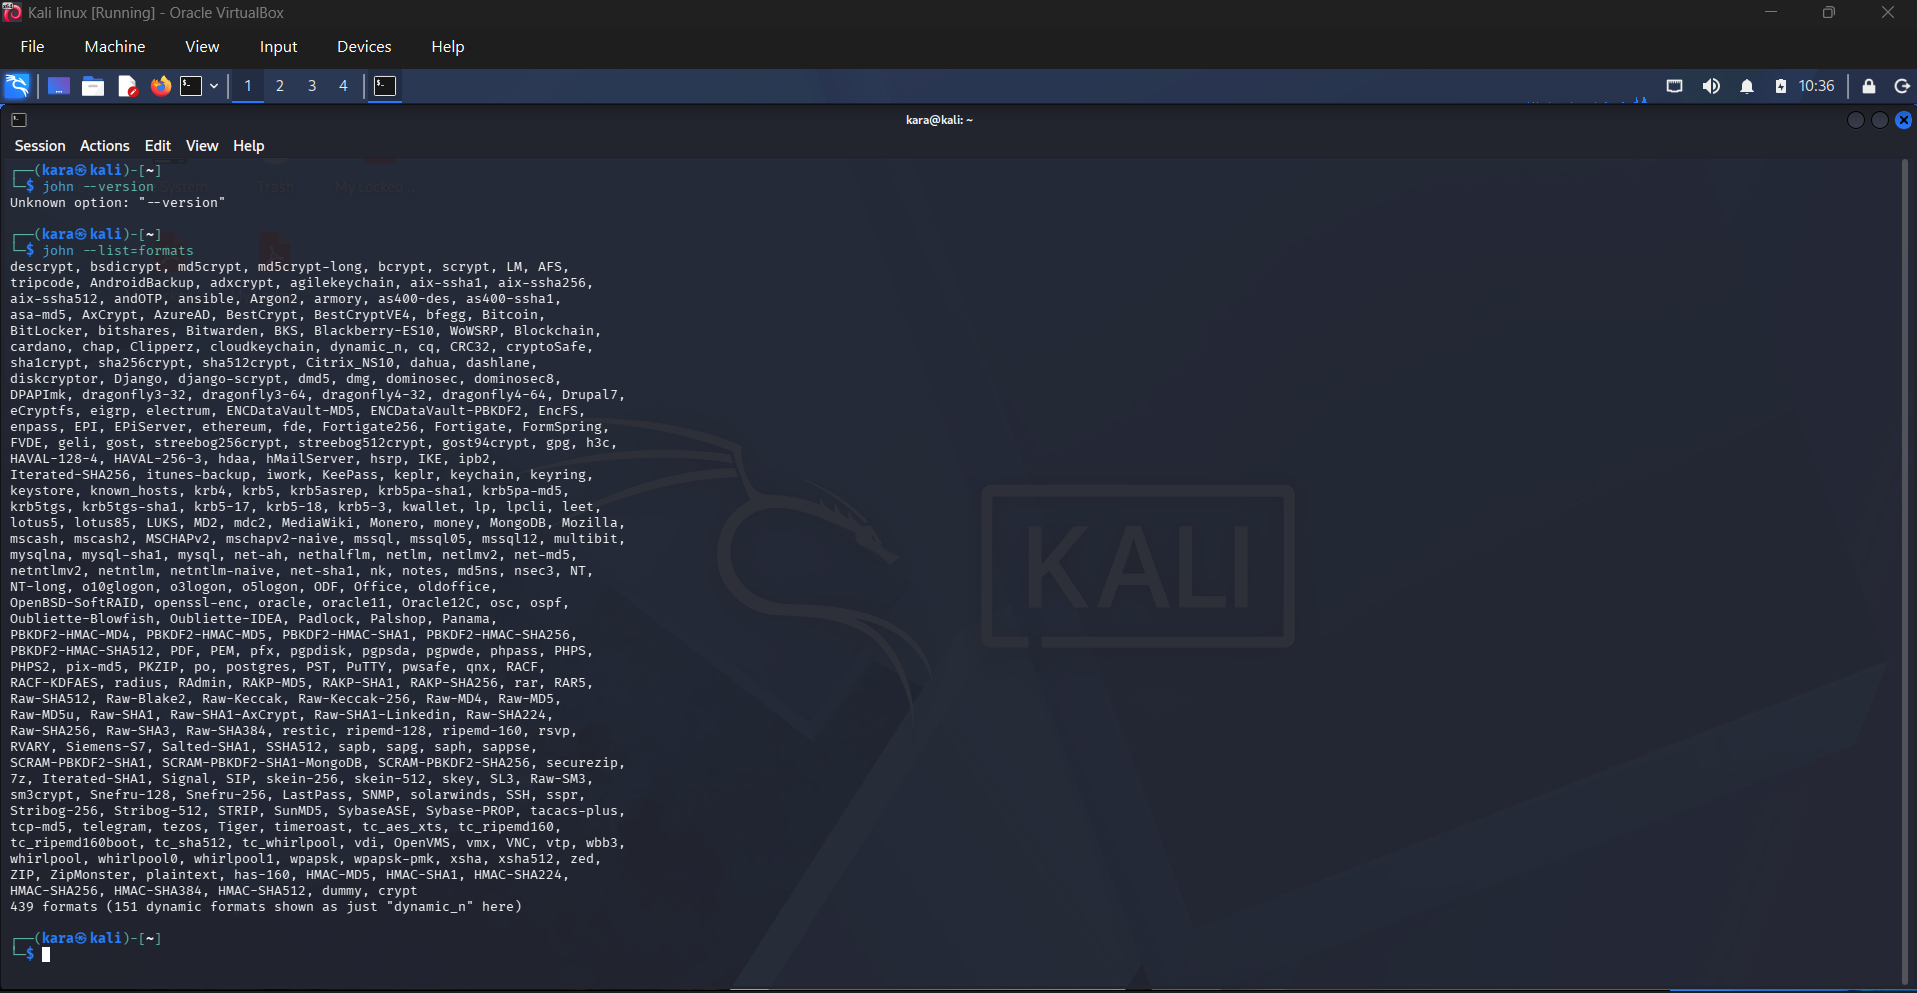 Kali linux [Running] - Oracle VirtualBox
File Machine View Input Devices Help
1 2 3 4 10:36
kara@kali: ~
Session Actions Edit View Help
┌──(kara㉿kali)-[~]
└─$ john --version
Unknown option: "--version"
┌──(kara㉿kali)-[~]
└─$ john --list=formats
descrypt, bsdicrypt, md5crypt, md5crypt-long, bcrypt, scrypt, LM, AFS,
tripcode, AndroidBackup, adxcrypt, agilekeychain, aix-ssha1, aix-ssha256,
aix-ssha512, andOTP, ansible, Argon2, armory, as400-des, as400-ssha1,
asa-md5, AxCrypt, AzureAD, BestCrypt, BestCryptVE4, bfegg, Bitcoin,
BitLocker, bitshares, Bitwarden, BKS, Blackberry-ES10, WoWSRP, Blockchain,
cardano, chap, Clipperz, cloudkeychain, dynamic_n, cq, CRC32, cryptoSafe,
sha1crypt, sha256crypt, sha512crypt, Citrix_NS10, dahua, dashlane,
diskcryptor, Django, django-scrypt, dmd5, dmg, dominosec, dominosec8,
DPAPImk, dragonfly3-32, dragonfly3-64, dragonfly4-32, dragonfly4-64, Drupal7,
eCryptfs, eigrp, electrum, ENCDataVault-MD5, ENCDataVault-PBKDF2, EncFS,
enpass, EPI, EPiServer, ethereum, fde, Fortigate256, Fortigate, FormSpring,
FVDE, geli, gost, streebog256crypt, streebog512crypt, gost94crypt, gpg, h3c,
HAVAL-128-4, HAVAL-256-3, hdaa, hMailServer, hsrp, IKE, ipb2,
Iterated-SHA256, itunes-backup, iwork, KeePass, keplr, keychain, keyring,
keystore, known_hosts, krb4, krb5, krb5asrep, krb5pa-sha1, krb5pa-md5,
krb5tgs, krb5tgs-sha1, krb5-17, krb5-18, krb5-3, kwallet, lp, lpcli, leet,
lotus5, lotus85, LUKS, MD2, mdc2, MediaWiki, Monero, money, MongoDB, Mozilla,
mscash, mscash2, MSCHAPv2, mschapv2-naive, mssql, mssql05, mssql12, multibit,
mysqlna, mysql-sha1, mysql, net-ah, nethalflm, netlm, netlmv2, net-md5,
netntlmv2, netntlm, netntlm-naive, net-sha1, nk, notes, md5ns, nsec3, NT,
NT-long, o10glogon, o3logon, o5logon, ODF, Office, oldoffice,
OpenBSD-SoftRAID, openssl-enc, oracle, oracle11, Oracle12C, osc, ospf,
Oubliette-Blowfish, Oubliette-IDEA, Padlock, Palshop, Panama,
PBKDF2-HMAC-MD4, PBKDF2-HMAC-MD5, PBKDF2-HMAC-SHA1, PBKDF2-HMAC-SHA256,
PBKDF2-HMAC-SHA512, PDF, PEM, pfx, pgpdisk, pgpsda, pgpwde, phpass, PHPS,
PHPS2, pix-md5, PKZIP, po, postgres, PST, PuTTY, pwsafe, qnx, RACF,
RACF-KDFAES, radius, RAdmin, RAKP-MD5, RAKP-SHA1, RAKP-SHA256, rar, RAR5,
Raw-SHA512, Raw-Blake2, Raw-Keccak, Raw-Keccak-256, Raw-MD4, Raw-MD5,
Raw-MD5u, Raw-SHA1, Raw-SHA1-AxCrypt, Raw-SHA1-Linkedin, Raw-SHA224,
Raw-SHA256, Raw-SHA3, Raw-SHA384, restic, ripemd-128, ripemd-160, rsvp,
RVARY, Siemens-S7, Salted-SHA1, SSHA512, sapb, sapg, saph, sappse,
SCRAM-PBKDF2-SHA1, SCRAM-PBKDF2-SHA1-MongoDB, SCRAM-PBKDF2-SHA256, securezip,
7z, Iterated-SHA1, Signal, SIP, skein-256, skein-512, skey, SL3, Raw-SM3,
sm3crypt, Snefru-128, Snefru-256, LastPass, SNMP, solarwinds, SSH, sspr,
Stribog-256, Stribog-512, STRIP, SunMD5, SybaseASE, Sybase-PROP, tacacs-plus,
tcp-md5, telegram, tezos, Tiger, timeroast, tc_aes_xts, tc_ripemd160,
tc_ripemd160boot, tc_sha512, tc_whirlpool, vdi, OpenVMS, vmx, VNC, vtp, wbb3,
whirlpool, whirlpool0, whirlpool1, wpapsk, wpapsk-pmk, xsha, xsha512, zed,
ZIP, ZipMonster, plaintext, has-160, HMAC-MD5, HMAC-SHA1, HMAC-SHA224,
HMAC-SHA256, HMAC-SHA384, HMAC-SHA512, dummy, crypt
439 formats (151 dynamic formats shown as just "dynamic_n" here)
┌──(kara㉿kali)-[~]
└─$
KALI
System Trash My Locked...